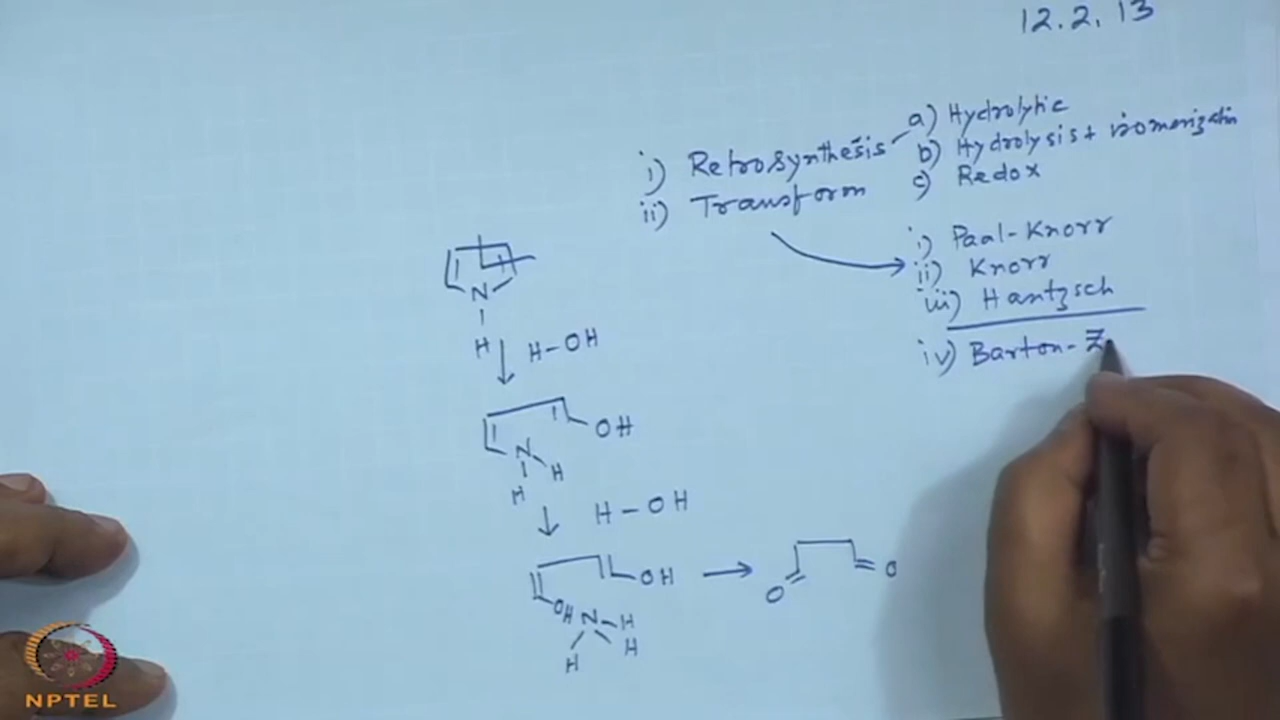 12.2.13
i) Retrosynthesis
ii) Transform
a) Hydrolytic
b) Hydrolysis + isomerizatin
c) Redox
i) Paal-Knorr
ii) Knorr
iii) Hantzsch
iv) Barton-Z
N
H
H-OH
OH
N
H
H
H-OH
OH
OH
N-H
H
H
O
O
NPTEL